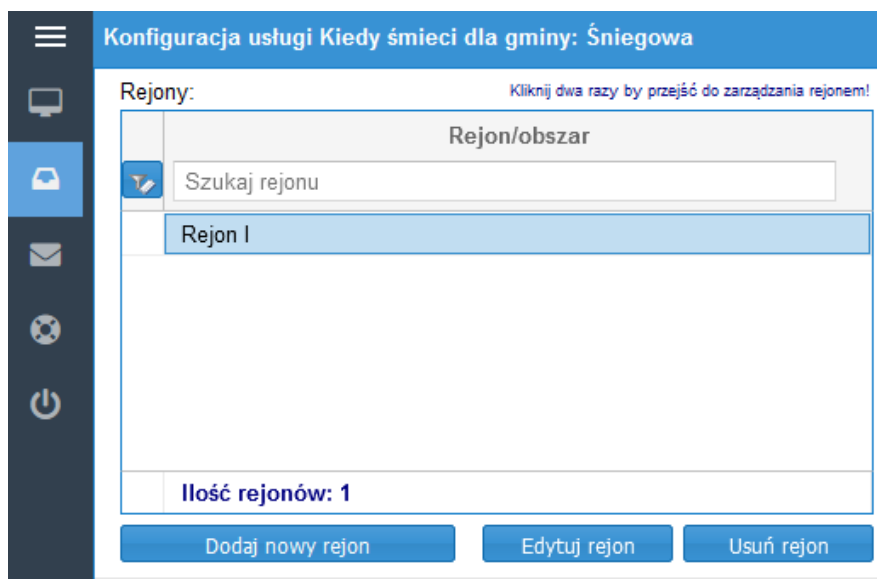 Konfiguracja usługi Kiedy śmieci dla gminy: Śniegowa
Rejony: Kliknij dwa razy by przejść do zarządzania rejonem!
Rejon/obszar
Szukaj rejonu
Rejon I
Ilość rejonów: 1
Dodaj nowy rejon Edytuj rejon Usuń rejon